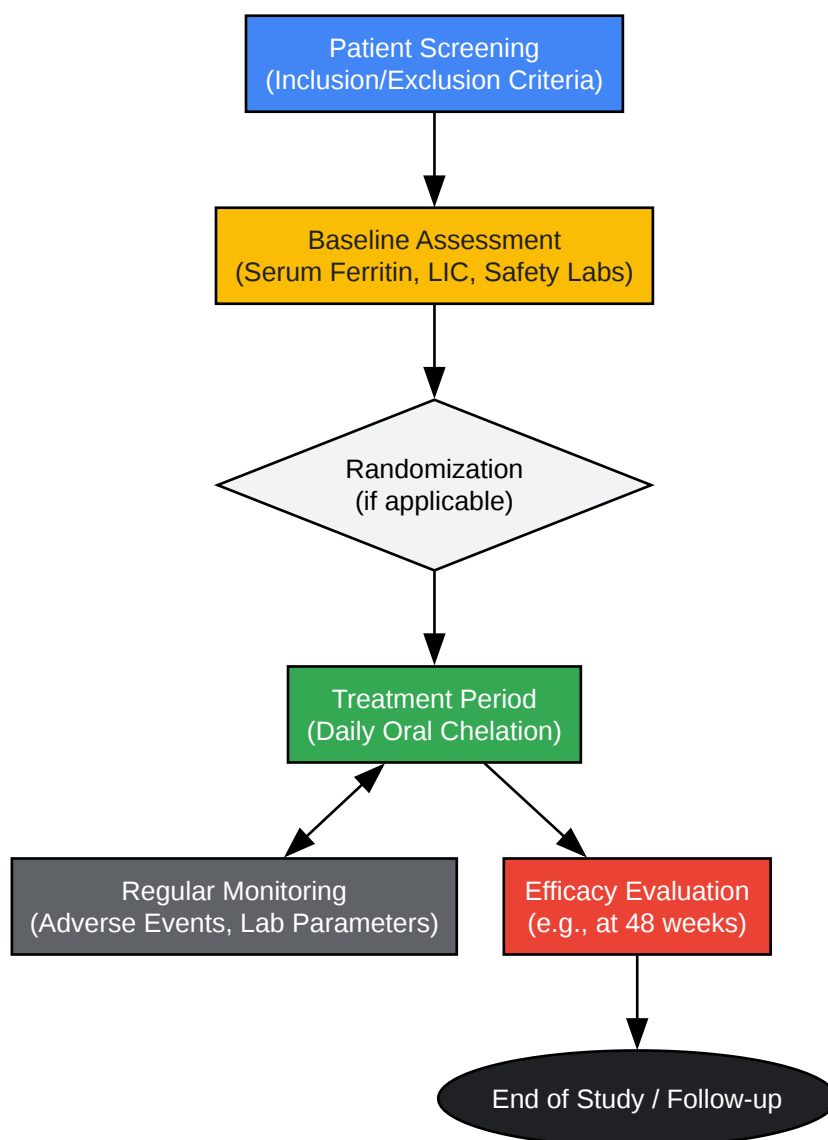 Patient Screening
(Inclusion/Exclusion Criteria)
Baseline Assessment
(Serum Ferritin, LIC, Safety Labs)
Randomization
(if applicable)
Treatment Period
(Daily Oral Chelation)
Regular Monitoring
(Adverse Events, Lab Parameters)
Efficacy Evaluation
(e.g., at 48 weeks)
End of Study / Follow-up